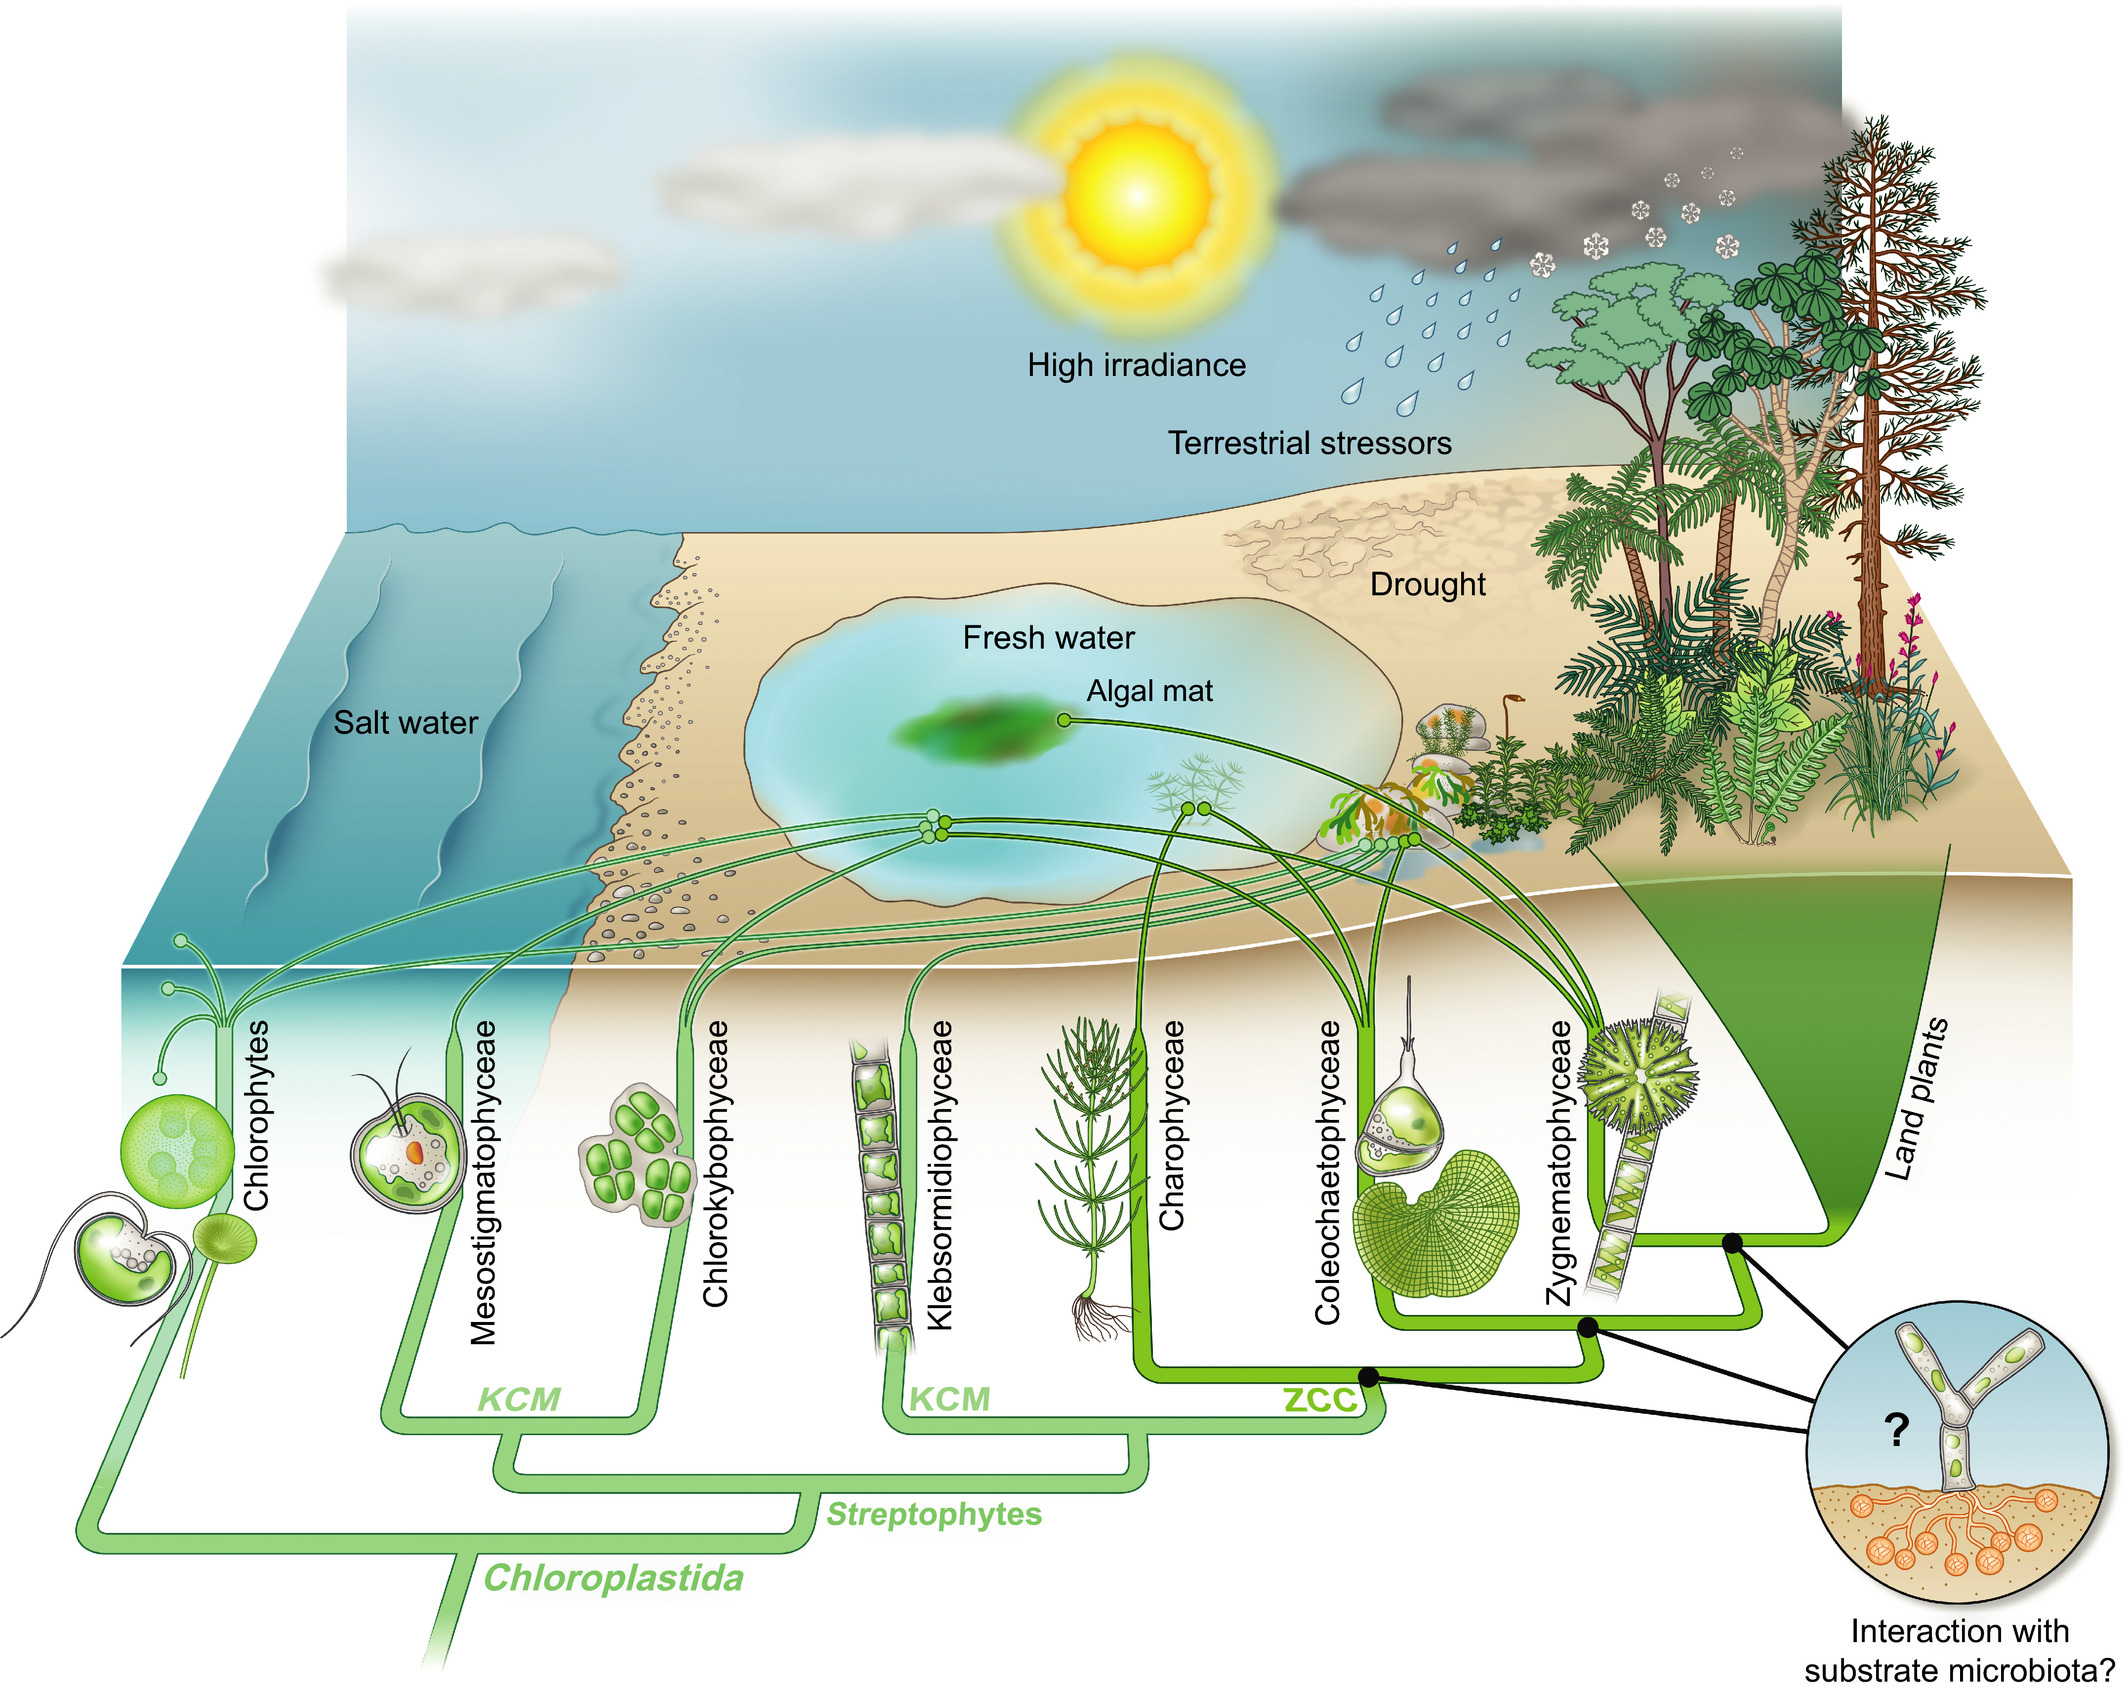 High irradiance
Terrestrial stressors
Drought
Fresh water
Algal mat
Salt water
Chlorophytes
Mesostigmatophyceae
Chlorokybophyceae
Klebsormidiophyceae
Charophyceae
Coleochaetophyceae
Zygnematophyceae
Land plants
KCM
KCM
ZCC
?
Streptophytes
Chloroplastida
Interaction with
substrate microbiota?